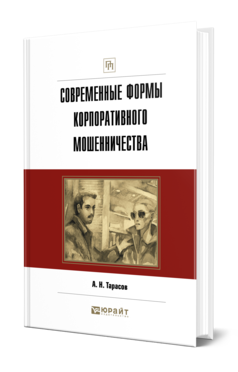 СОВРЕМЕННЫЕ ФОРМЫ
КОРПОРАТИВНОГО
МОШЕННИЧЕСТВА
А. Н. Тарасов
юрайт